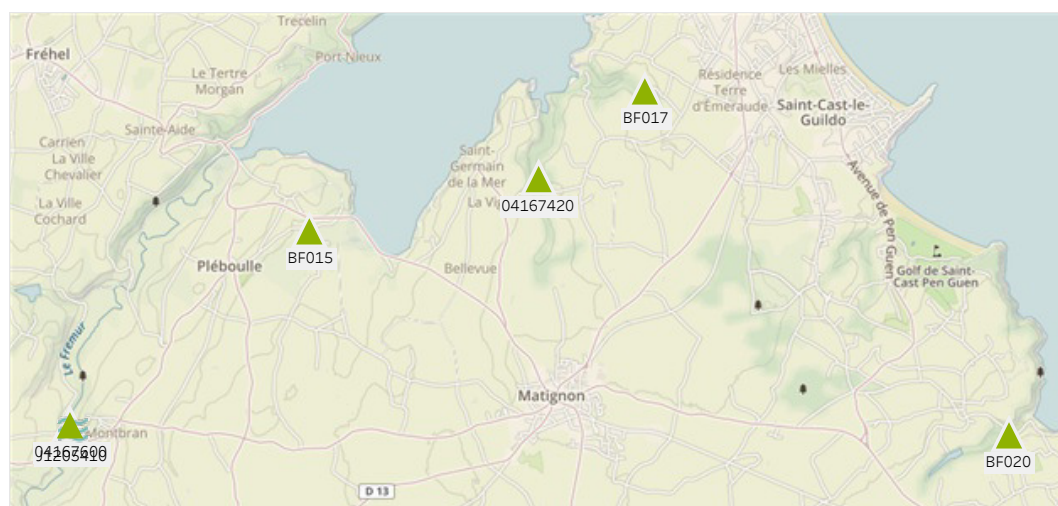 Trecelin
Fréhel
Port-Nieux
Le Tertre
Morgan
Résidence
Terre
d'Émeraude
Les Mielles
Saint-Cast-le-
Guildo
BF017
Sainte-Aide
Carrien
La Ville
Chevalier
Saint-
Germain
de la Mer
La Ville
Cochard
04167420
Avenue de Pen Guen
BF015
Pléboulle
Bellevue
Golf de Saint-
Cast Pen Guen
Le Frémur
Matignon
Montbran
04167600
91265410
BF020
D 13